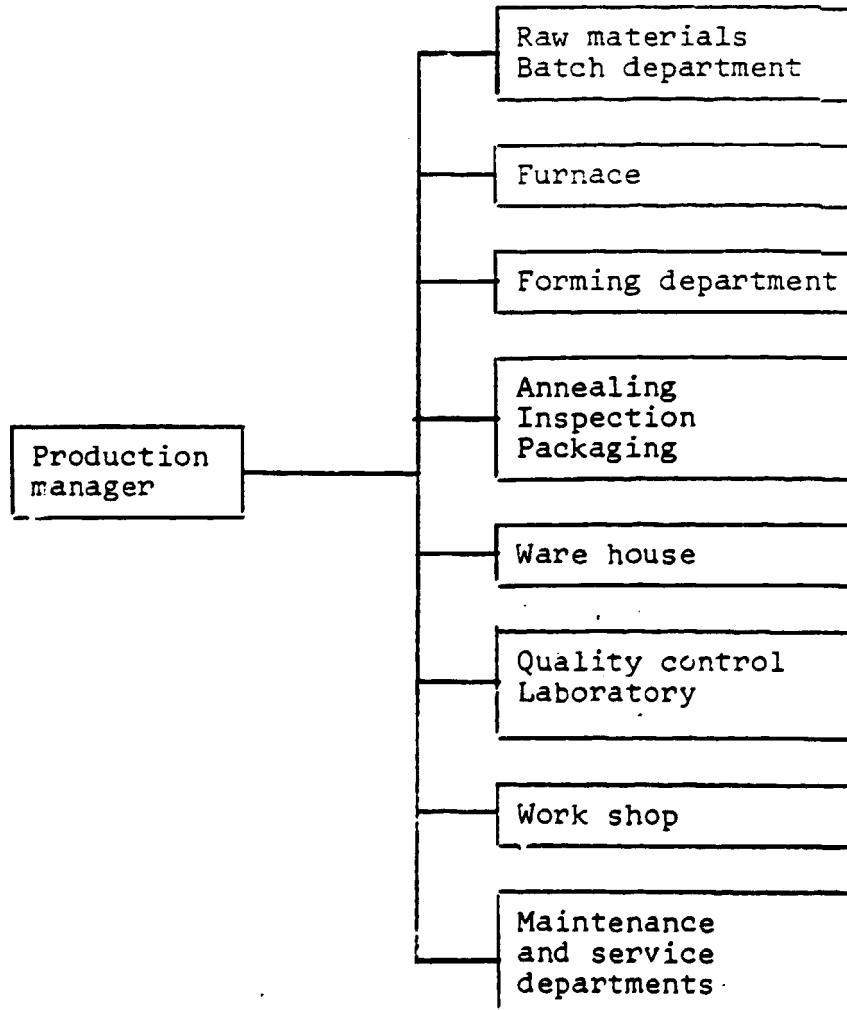 Raw materials
Batch department
Furnace
Forming department
Annealing
Inspection
Packaging
Production
manager
Ware house
Quality control
Laboratory
Work shop
Maintenance
and service
departments